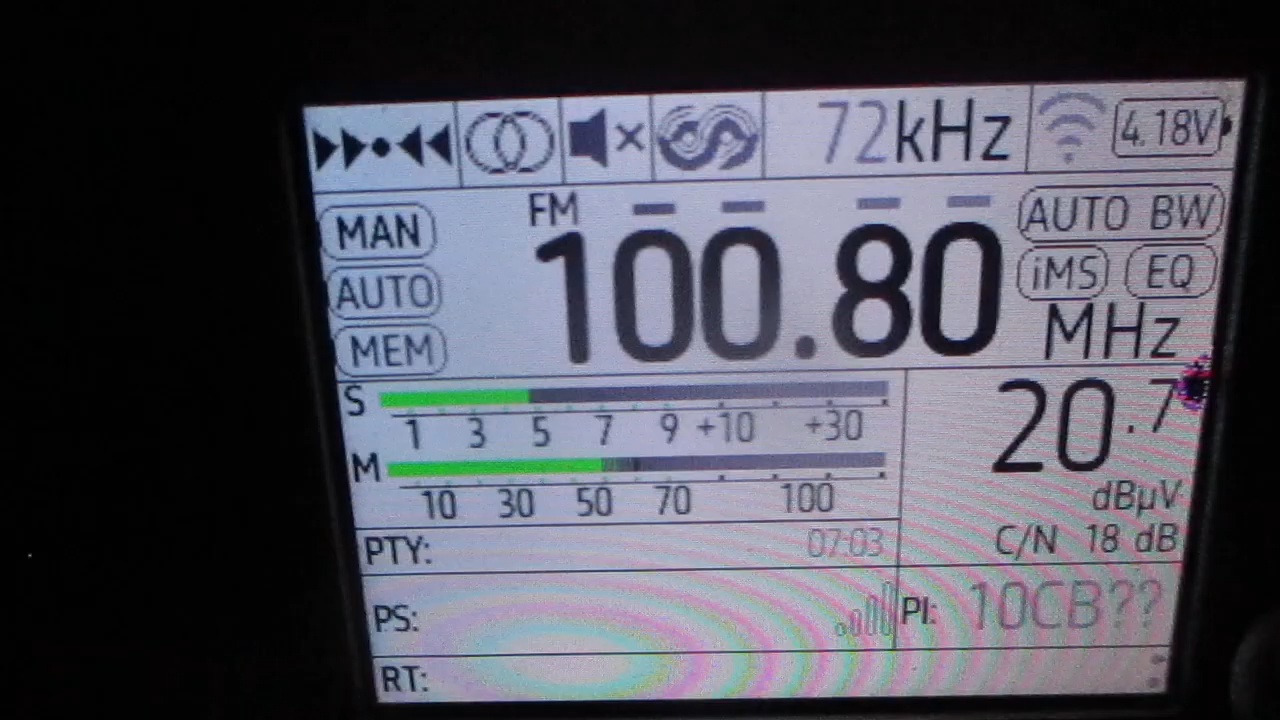 72kHz 4.18V
FM
MAN 100.80 AUTO BW
AUTO iMS EQ
MEM MHz
S
1 3 5 7 9 +10 +30
20.7
M
10 30 50 70 100
dBµV
PTY: 07:03 C/N 18 dB
PS: PI: 10CB??
RT: